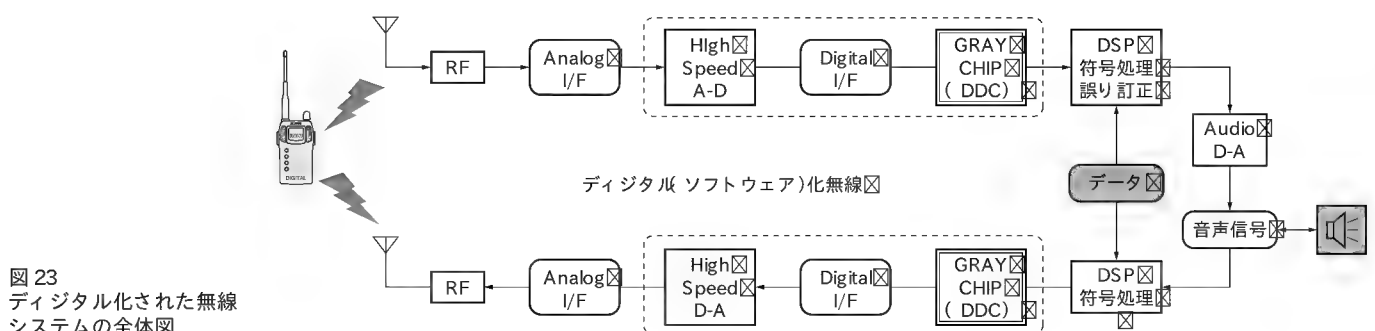 RF
Analog
I/F
HIgh
Speed
A-D
Digital
I/F
GRAY
CHIP
( DDC)
DSP
符号処理
誤り訂正
Audio
D-A
DIGITAL
ディジタル( ソフトウェア)化無線
データ
音声信号
RF
Analog
I/F
High
Speed
D-A
Digital
I/F
GRAY
CHIP
( DDC)
DSP
符号処理
図 23
ディジタル化された無線
システムの全体図